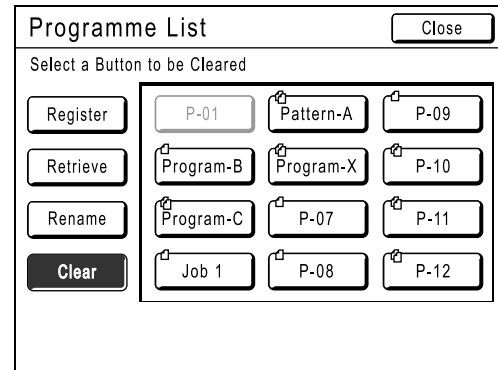 Programme List
Close
Select a Button to be Cleared
Register
P-01
Pattern-A
P-09
Retrieve
Program-B
Program-X
P-10
Rename
Program-C
P-07
P-11
Clear
Job 1
P-08
P-12